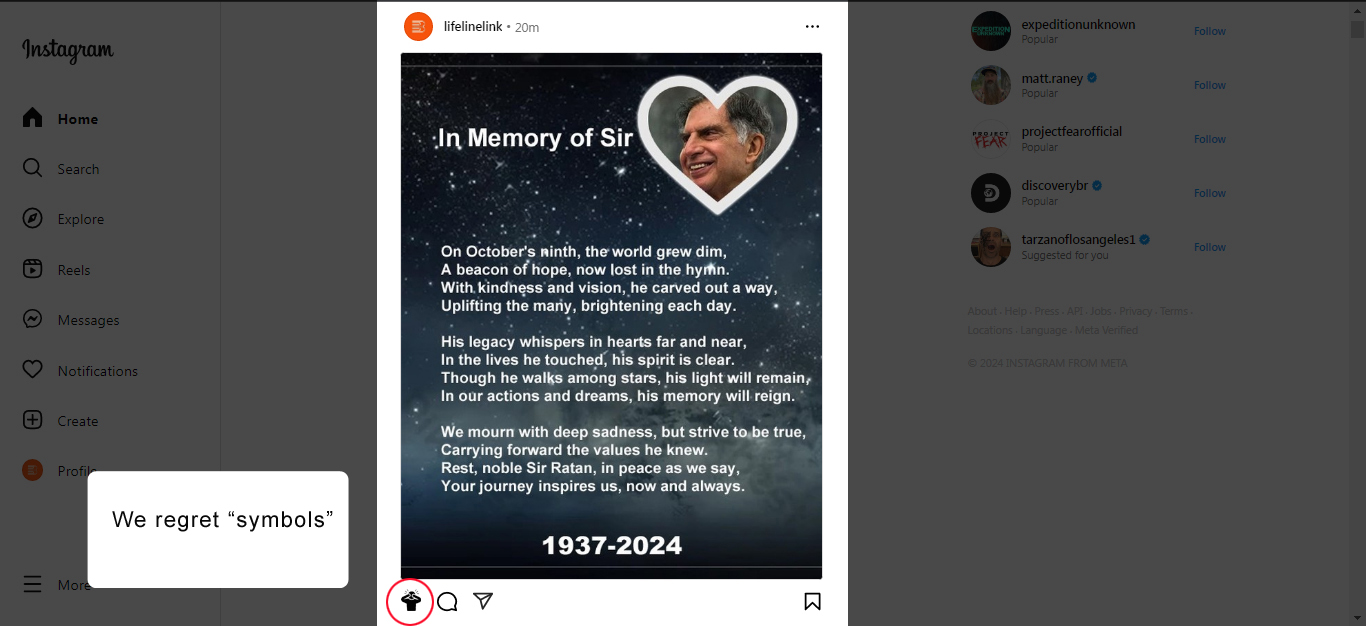 Instagram
Home
Search
Explore
Reels
Messages
Notifications
Create
Profile
More
We regret “symbols”
lifelinelink • 20m
In Memory of Sir
On October's ninth, the world grew dim,
A beacon of hope, now lost in the hymn.
With kindness and vision, he carved out a way,
Uplifting the many, brightening each day.
His legacy whispers in hearts far and near,
In the lives he touched, his spirit is clear.
Though he walks among stars, his light will remain,
In our actions and dreams, his memory will reign.
We mourn with deep sadness, but strive to be true,
Carrying forward the values he knew.
Rest, noble Sir Ratan, in peace as we say,
Your journey inspires us, now and always.
1937-2024
EXPEDITION
UNKNOWN
expeditionunknown
Popular
Follow
matt.raney
Popular
Follow
PROJECT
FEAR
projectfearofficial
Popular
Follow
discoverybr
Popular
Follow
tarzanoflosangeles1
Suggested for you
Follow
About · Help · Press · API · Jobs · Privacy · Terms ·
Locations · Language · Meta Verified
© 2024 INSTAGRAM FROM META